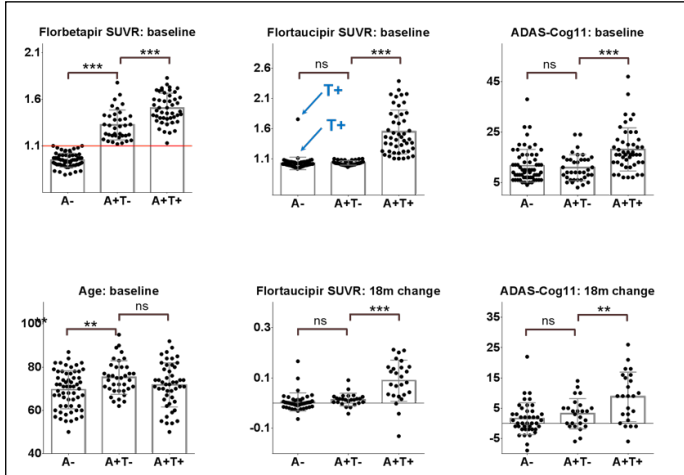 Florbetapir SUVR: baseline
2.1
1.6
1.1
***
***
A-
A+T-
A+T+
Flortaucipir SUVR: baseline
2.6
2.1
1.6
1.1
ns
***
T+
T+
A-
A+T-
A+T+
ADAS-Cog11: baseline
45
25
5
ns
***
A-
A+T-
A+T+
Age: baseline
100
80
60
40
**
**
ns
A-
A+T-
A+T+
Flortaucipir SUVR: 18m change
0.3
0.1
-0.1
ns
***
A-
A+T-
A+T+
ADAS-Cog11: 18m change
35
25
15
5
-5
ns
**
A-
A+T-
A+T+